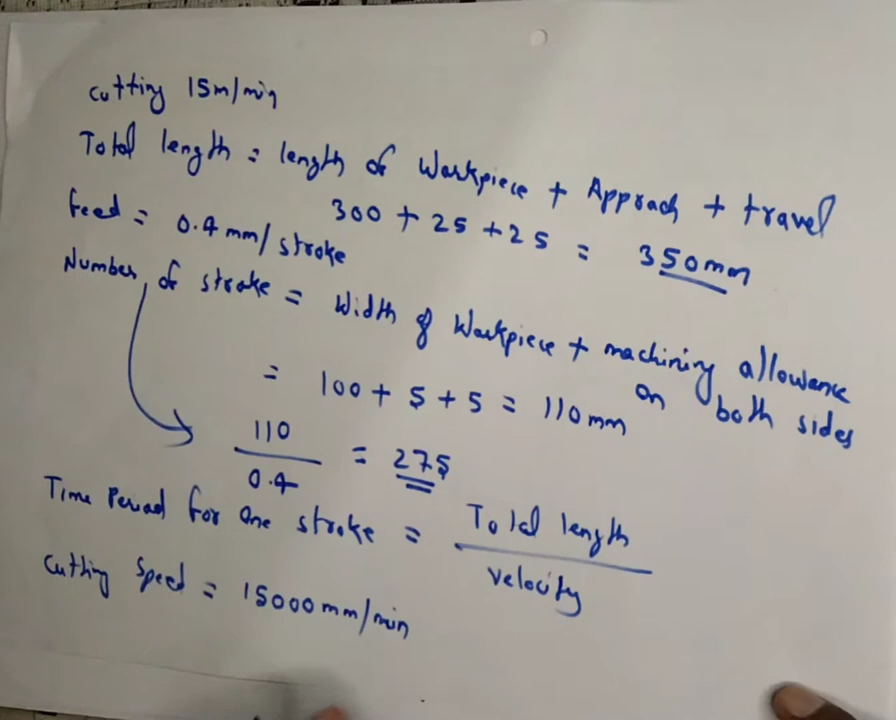 cutting 15m/min
Total length = length of Workpiece + Approach + travel
300 + 25 + 25 = 350mm
feed = 0.4 mm/stroke
Number of stroke = Width of Workpiece + machining allowance
on both sides
= 100 + 5 + 5 = 110mm
110
0.4
= 275
Time Period for one stroke = Total length
velocity
Cutting Speed = 15000mm/min